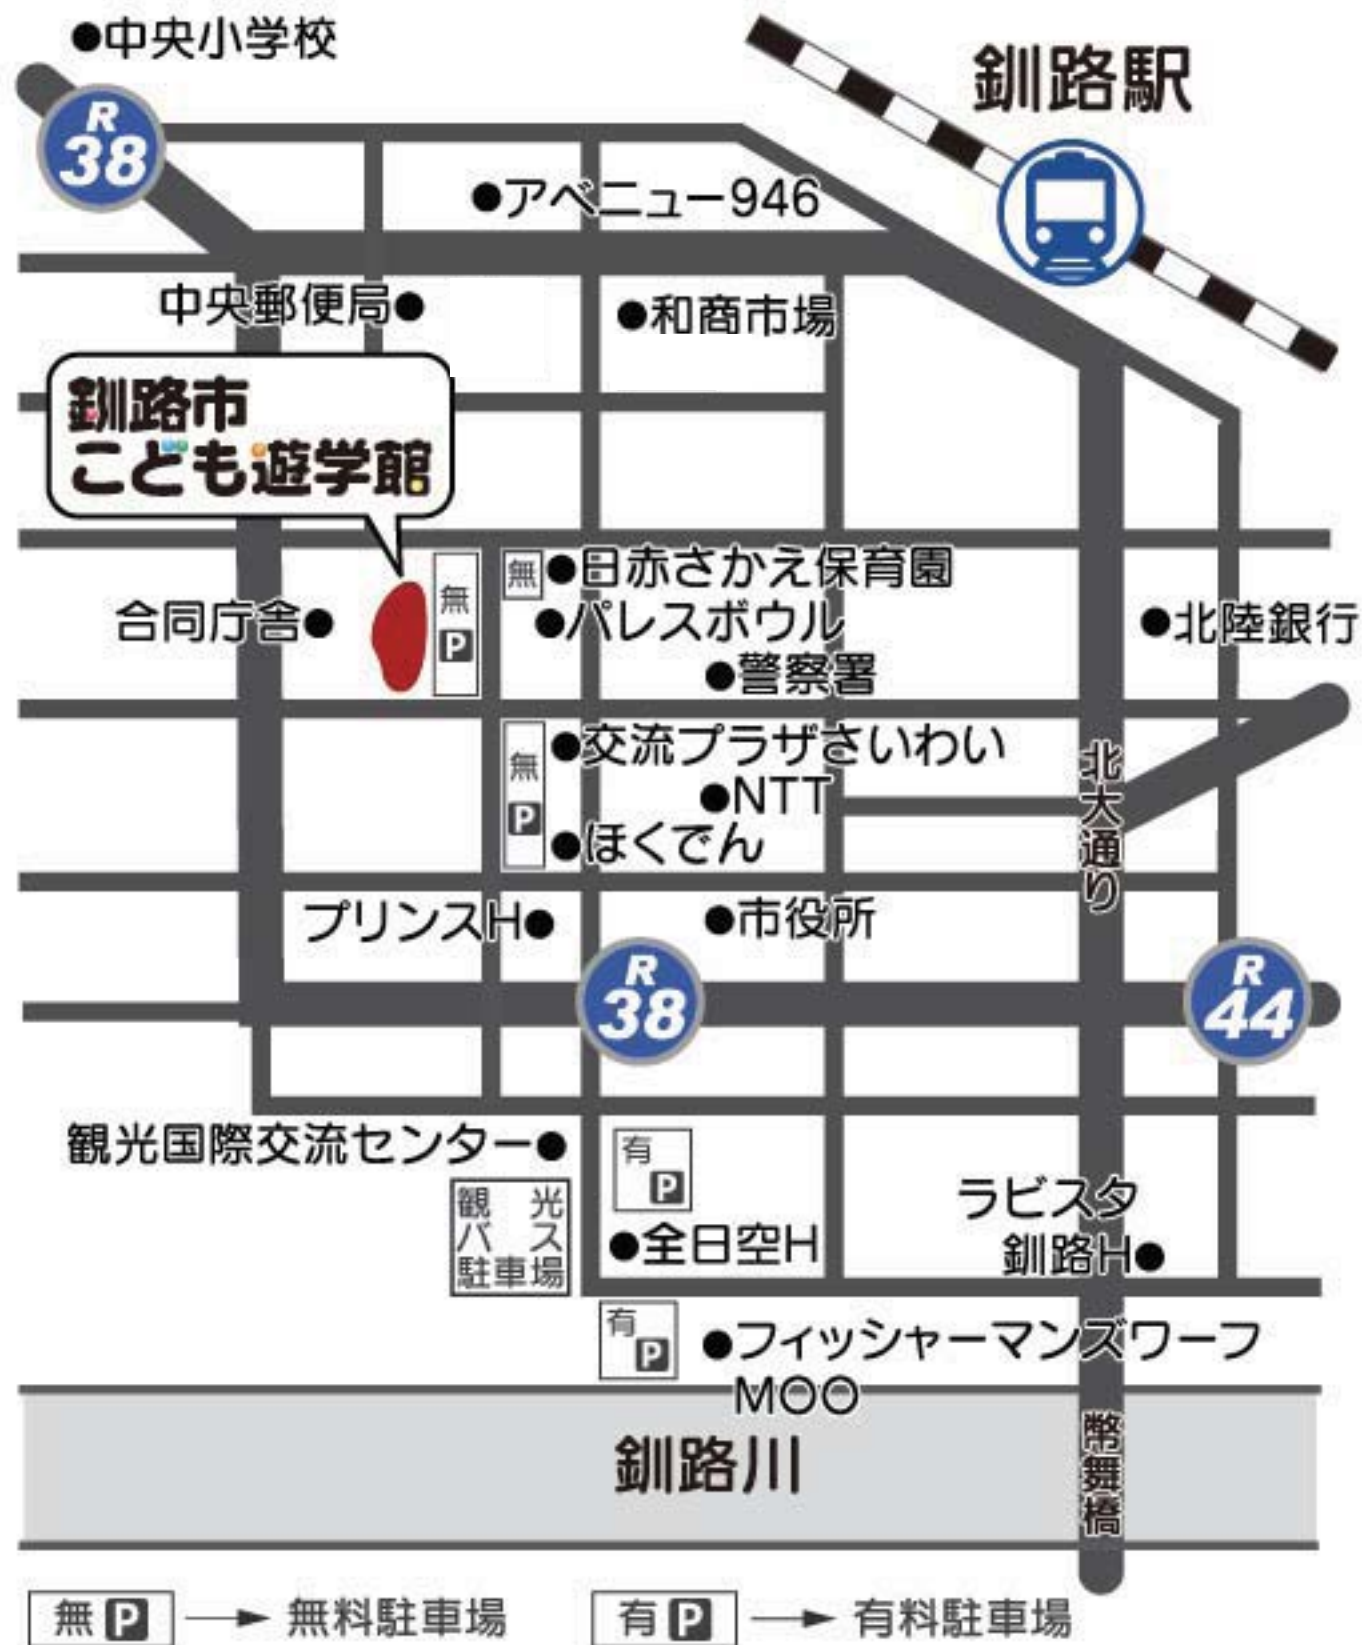 ●中央小学校
釧路駅
R
38
●アベニュー946
中央郵便局●
●和商市場
釧路市
こども遊学館
無
P
無
●日赤さかえ保育園
合同庁舎●
●パレスボウル
●北陸銀行
●警察署
無
P
●交流プラザさいわい
●NTT
●ほくでん
北大通り
プリンスH●
●市役所
R
38
R
44
観光国際交流センター●
有
P
観光
バス
駐車場
●全日空H
ラビスタ
釧路H●
有
P
●フィッシャーマンズワーフ
MOO
釧路川
幣舞橋
無P→無料駐車場
有P→有料駐車場